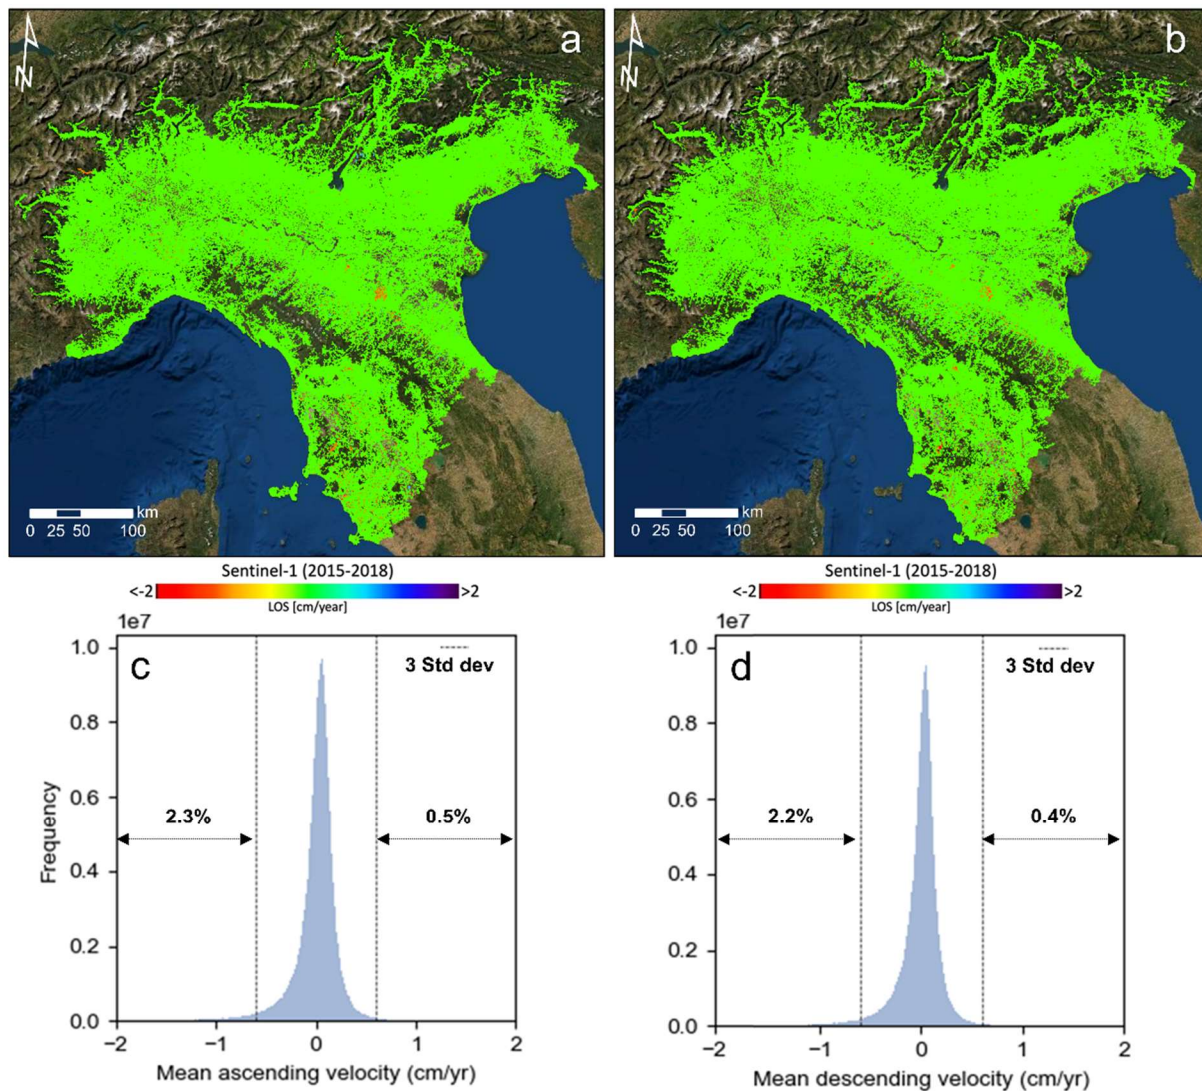 a
N
km
0 25 50 100
b
N
km
0 25 50 100
Sentinel-1 (2015-2018)
<-2 >2
LOS [cm/year]
Sentinel-1 (2015-2018)
<-2 >2
LOS [cm/year]
1e7
c
3 Std dev
2.3%
0.5%
1.0
0.8
0.6
0.4
0.2
0.0
Frequency
−2 −1 0 1 2
Mean ascending velocity (cm/yr)
1e7
d
3 Std dev
2.2%
0.4%
1.0
0.8
0.6
0.4
0.2
0.0
−2 −1 0 1 2
Mean descending velocity (cm/yr)